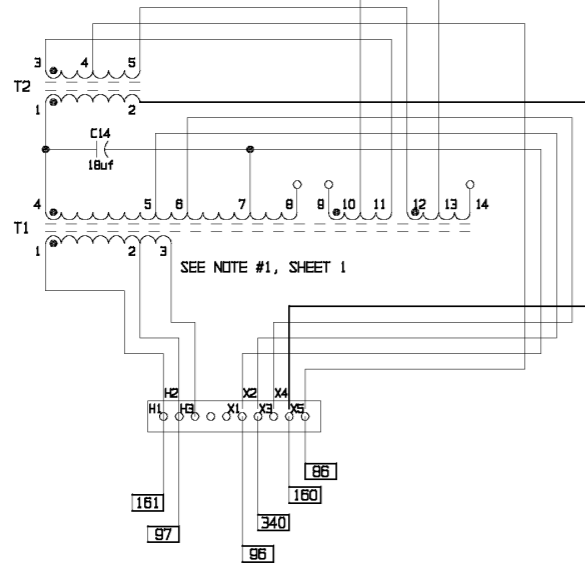 3 4 5
T2
1 2
C14
18uf
4 5 6 7 8 9 10 11 12 13 14
T1
1 2 3
SEE NOTE #1, SHEET 1
H2 X2 X4
H1 H3 X1 X3 X5
86
161 160
97 340
96